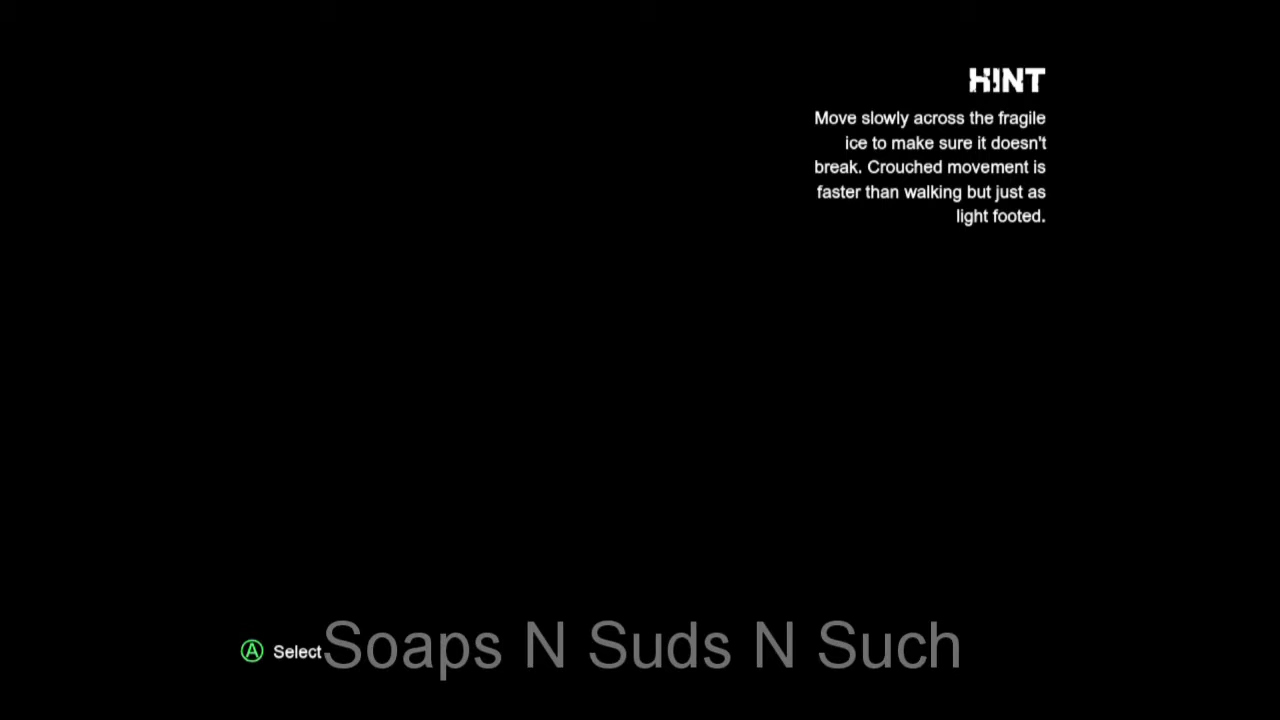 HINT
Move slowly across the fragile
ice to make sure it doesn't
break. Crouched movement is
faster than walking but just as
light footed.
A Select
Soaps N Suds N Such